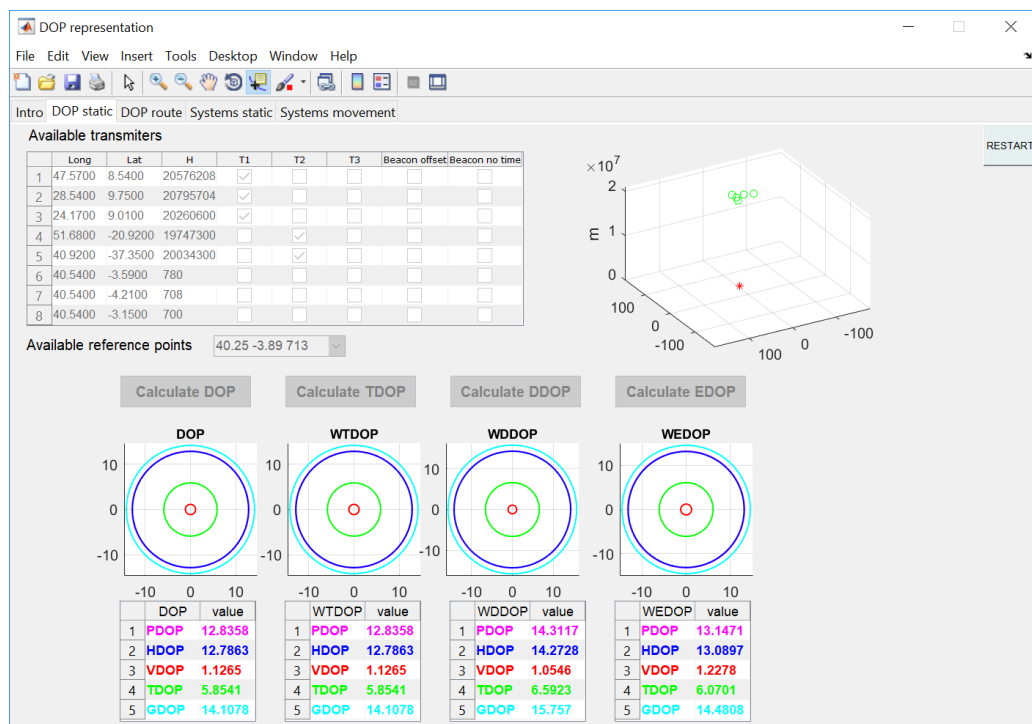 DOP representation
File Edit View Insert Tools Desktop Window Help
Intro DOP static DOP route Systems static Systems movement
Available transmiters
RESTART
Long Lat H T1 T2 T3 Beacon offset Beacon no time
1 47.5700 8.5400 20576208
2 28.5400 9.7500 20795704
3 24.1700 9.0100 20260600
4 51.6800 -20.9200 19747300
5 40.9200 -37.3500 20034300
6 40.5400 -3.5900 780
7 40.5400 -4.2100 708
8 40.5400 -3.1500 700
×10^7
2
1
0
m
100
0
-100
100
0
-100
Available reference points 40.25 -3.89 713
Calculate DOP Calculate TDOP Calculate DDOP Calculate EDOP
DOP WTDOP WDDOP WEDOP
10 10 10 10
0 0 0 0
-10 -10 -10 -10
-10 0 10 -10 0 10 -10 0 10 -10 0 10
DOP value WTDOP value WDDOP value WEDOP value
1 PDOP 12.8358 1 PDOP 12.8358 1 PDOP 14.3117 1 PDOP 13.1471
2 HDOP 12.7863 2 HDOP 12.7863 2 HDOP 14.2728 2 HDOP 13.0897
3 VDOP 1.1265 3 VDOP 1.1265 3 VDOP 1.0546 3 VDOP 1.2278
4 TDOP 5.8541 4 TDOP 5.8541 4 TDOP 6.5923 4 TDOP 6.0701
5 GDOP 14.1078 5 GDOP 14.1078 5 GDOP 15.757 5 GDOP 14.4808